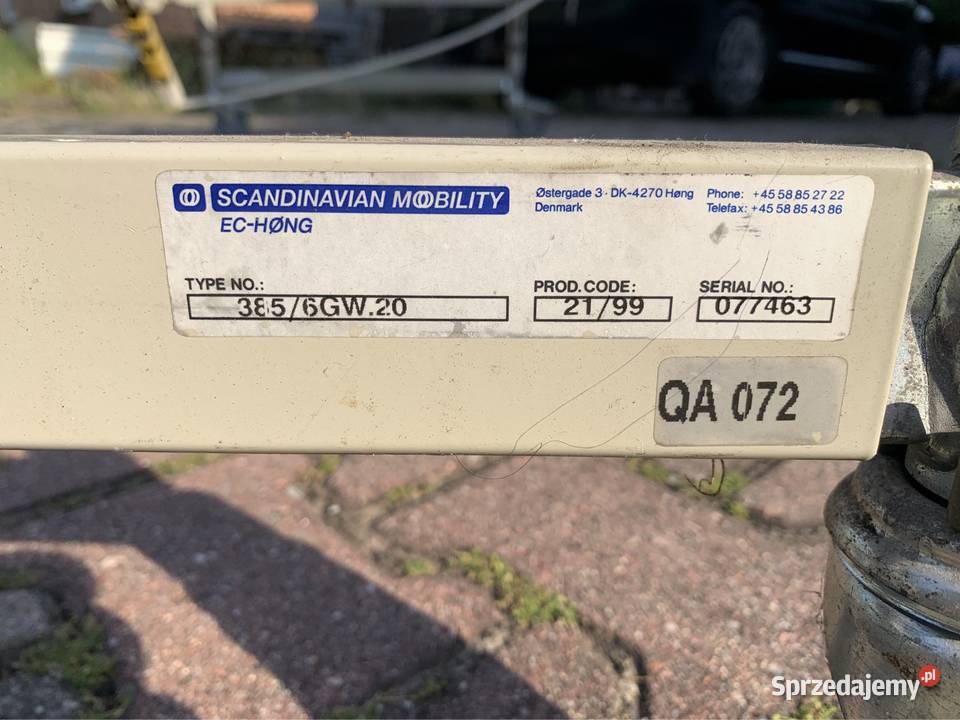 SCANDINAVIAN MOBILITY
EC-HØNG
Østergade 3 · DK-4270 Høng
Denmark
Phone: +45 58 85 27 22
Telefax: +45 58 85 43 86
TYPE NO.:
385/6GW.20
PROD. CODE:
21/99
SERIAL NO.:
077463
QA 072
Sprzedajemy.pl